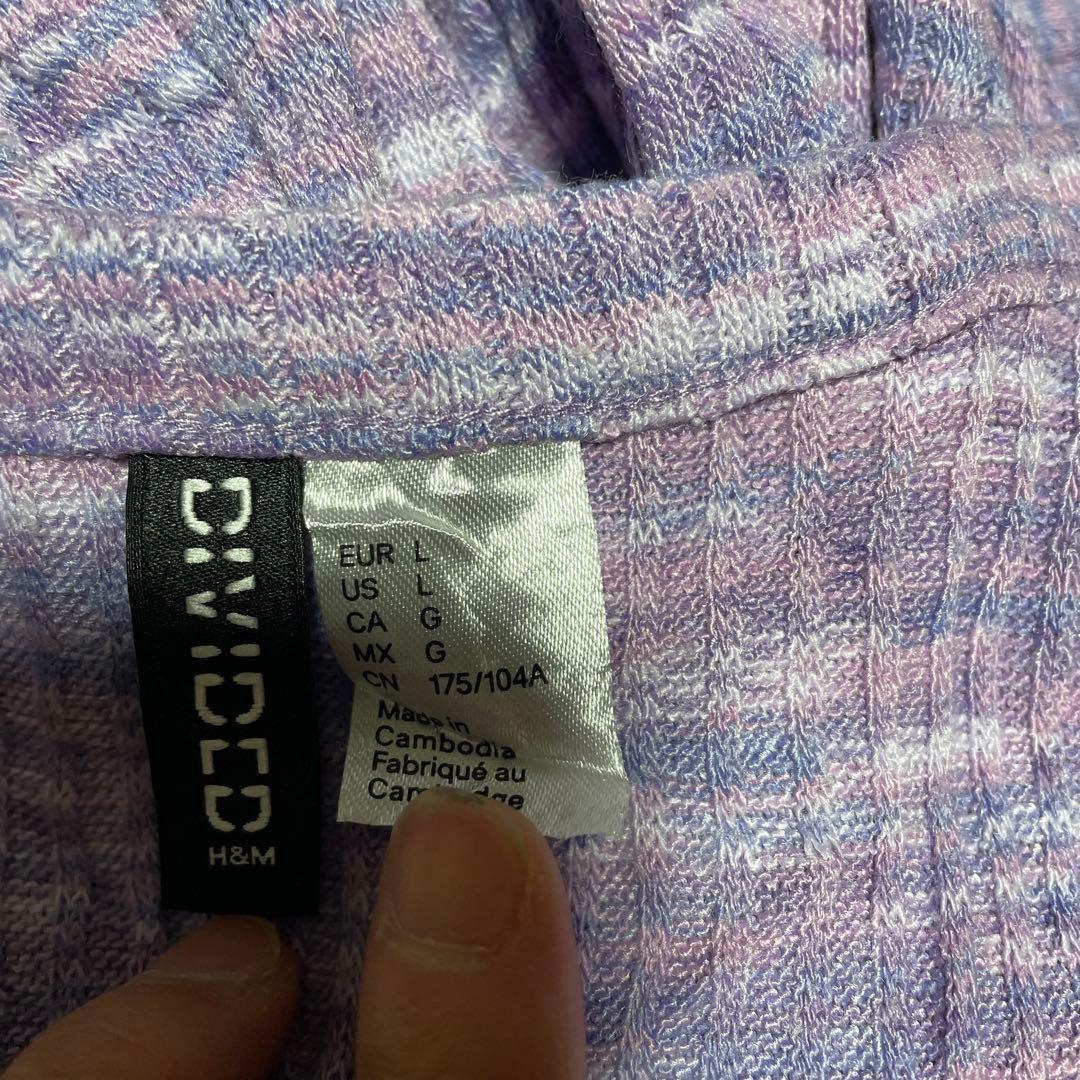 DIVIDED
H&M
EUR L
US L
CA G
MX G
CN 175/104A
Made in
Cambodia
Fabriqué au